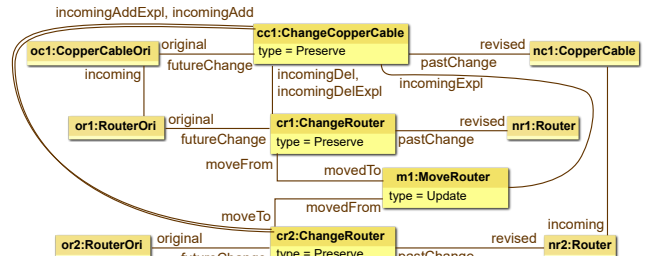 incomingAddExpl, incomingAdd
cc1:ChangeCopperCable
type = Preserve
oc1:CopperCableOri
original
futureChange
revised
pastChange
nc1:CopperCable
incoming
incomingDel,
incomingDelExpl
incomingExpl
or1:RouterOri
original
futureChange
cr1:ChangeRouter
type = Preserve
revised
pastChange
nr1:Router
moveFrom
movedTo
m1:MoveRouter
type = Update
moveTo
movedFrom
incoming
or2:RouterOri
original
futureChange
cr2:ChangeRouter
type = Preserve
revised
pastChange
nr2:Router